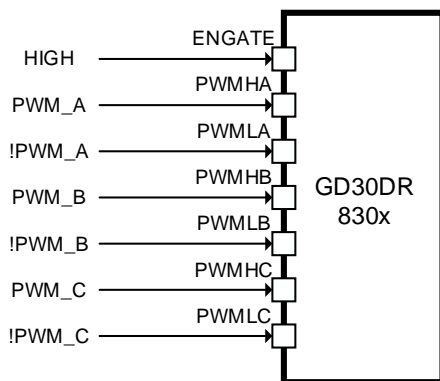 ENGATE
HIGH
PWMHA
PWM_A
PWMLA
!PWM_A
PWMHB
PWM_B
PWMLB
!PWM_B
PWMHC
PWM_C
PWMLC
!PWM_C
GD30DR
830x